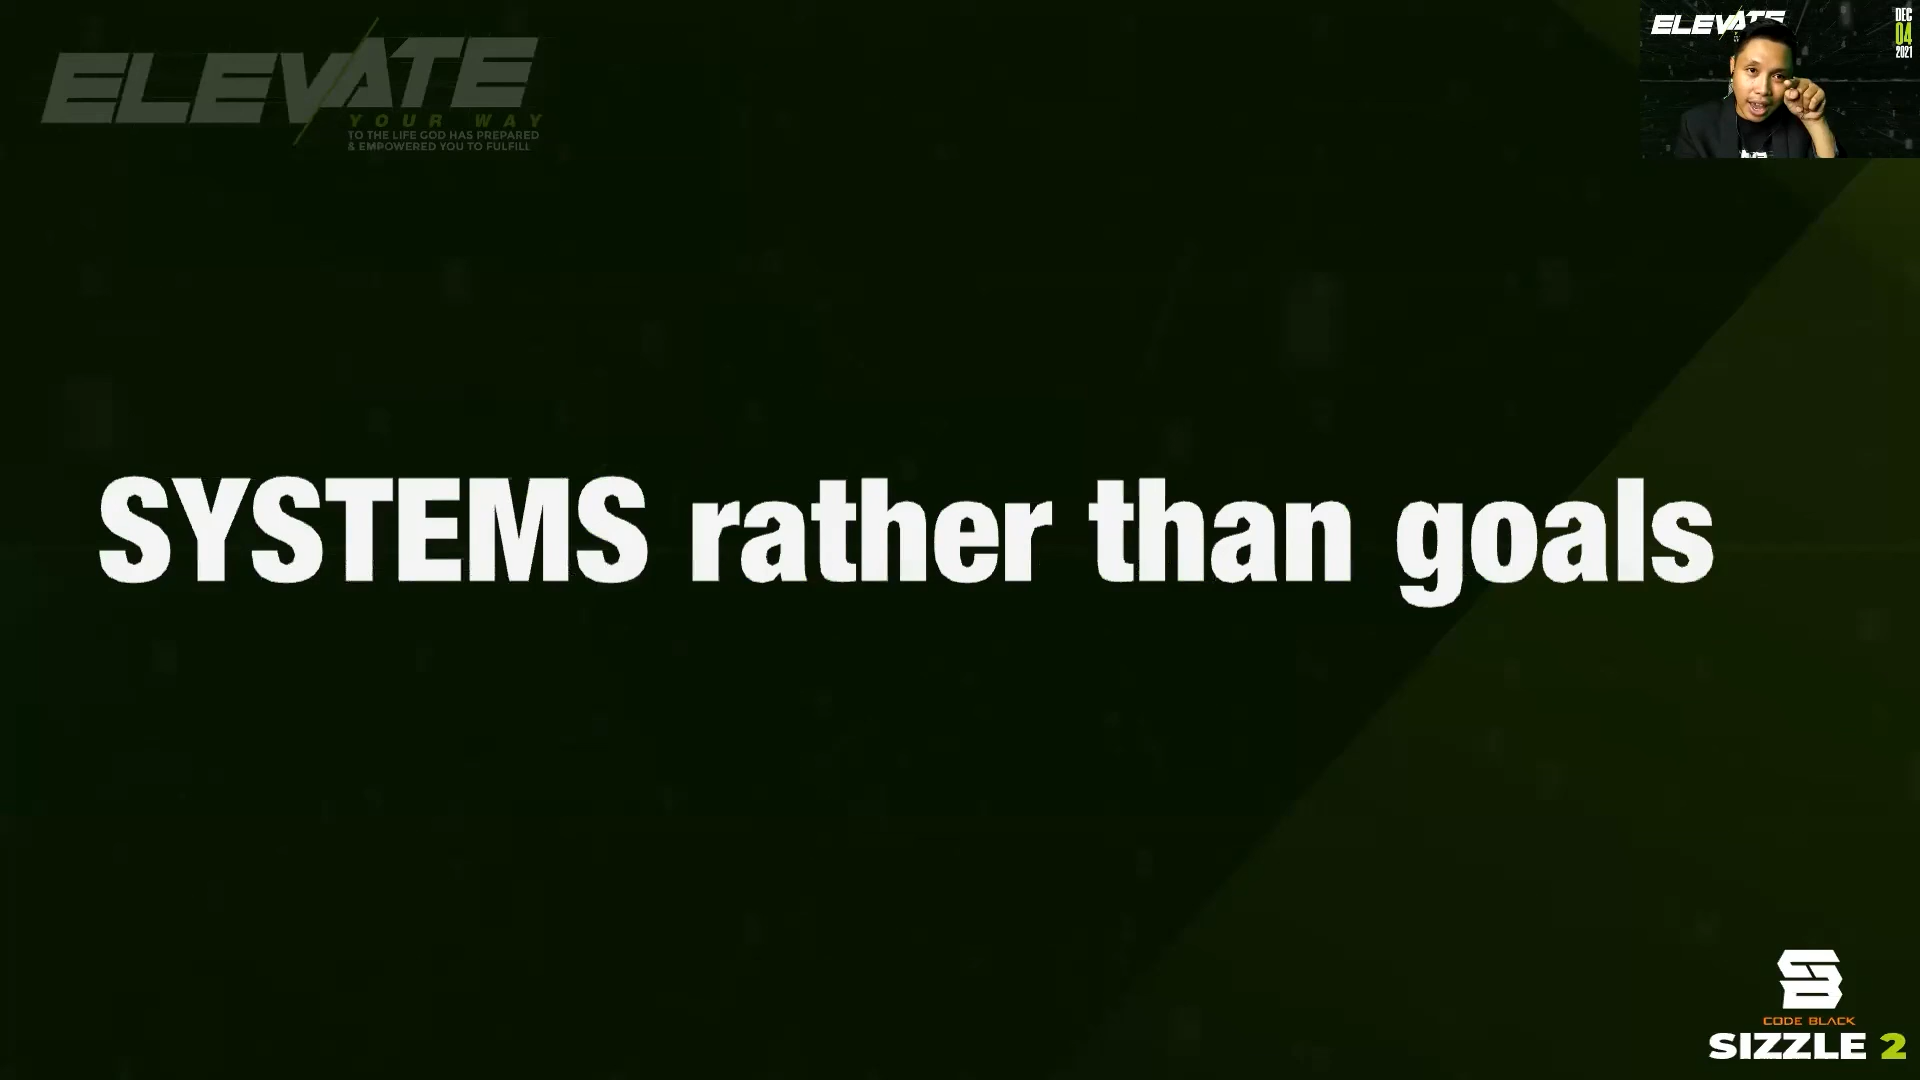 ELEVATE
YOUR WAY
TO THE LIFE GOD HAS PREPARED
& EMPOWERED YOU TO FULFILL
ELEVATE
DEC
04
2021
SYSTEMS rather than goals
CODE BLACK
SIZZLE 2